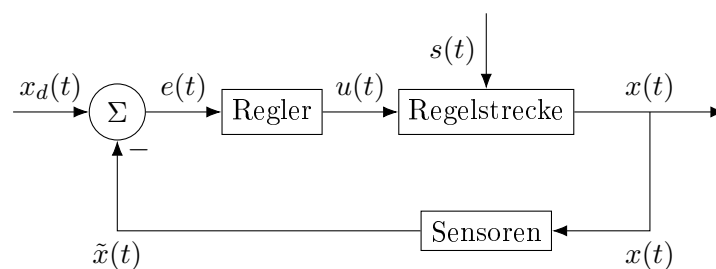 s(t)
x_d(t)
e(t)
u(t)
x(t)
Σ
Regler
Regelstrecke
−
Sensoren
x̃(t)
x(t)